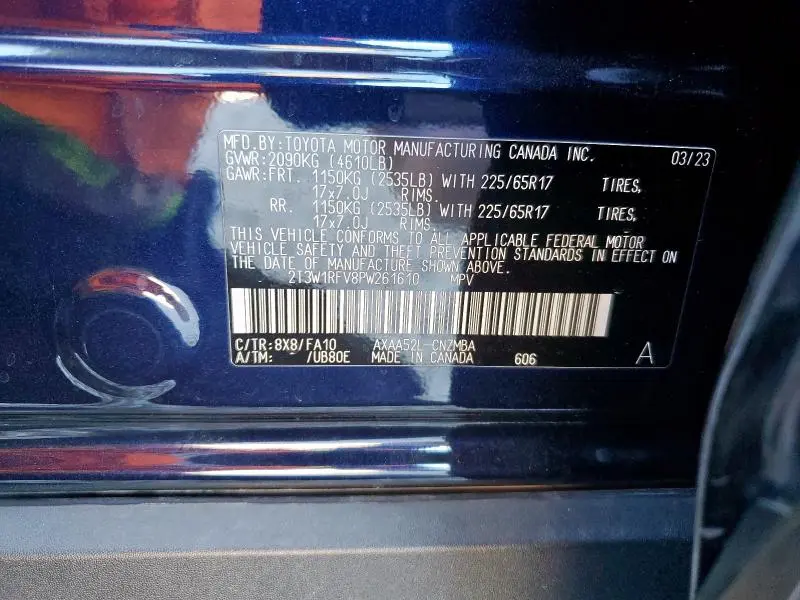 MFD.BY:TOYOTA MOTOR MANUFACTURING CANADA INC. 03/23
GVWR:2090KG (4610LB)
GAWR:FRT. 1150KG (2535LB) WITH 225/65R17 TIRES,
17x7.0J RIMS.
RR. 1150KG (2535LB) WITH 225/65R17 TIRES,
17x7.0J RIMS.
THIS VEHICLE CONFORMS TO ALL APPLICABLE FEDERAL MOTOR
VEHICLE SAFETY AND THEFT PREVENTION STANDARDS IN EFFECT ON
THE DATE OF MANUFACTURE SHOWN ABOVE.
2T3W1RFV8PW261610 MPV
C/TR:8X8/FA10 AXAA52L-CNZMBA
A/TM: /UB80E MADE IN CANADA 606 A